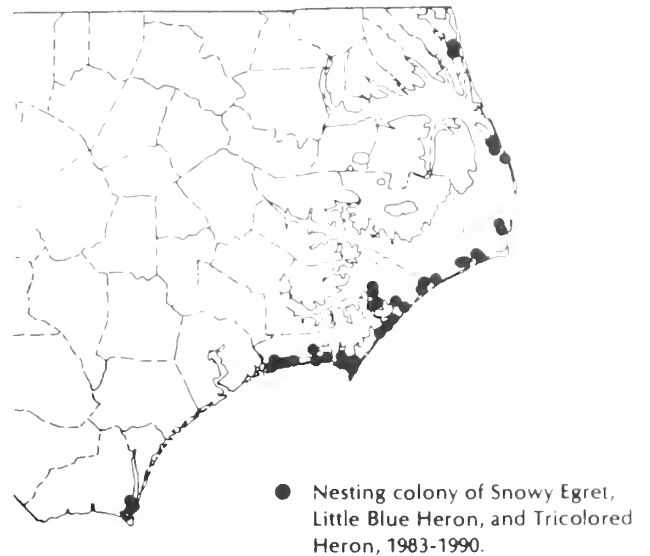 Nesting colony of Snowy Egret,
Little Blue Heron, and Tricolored
Heron, 1983-1990.